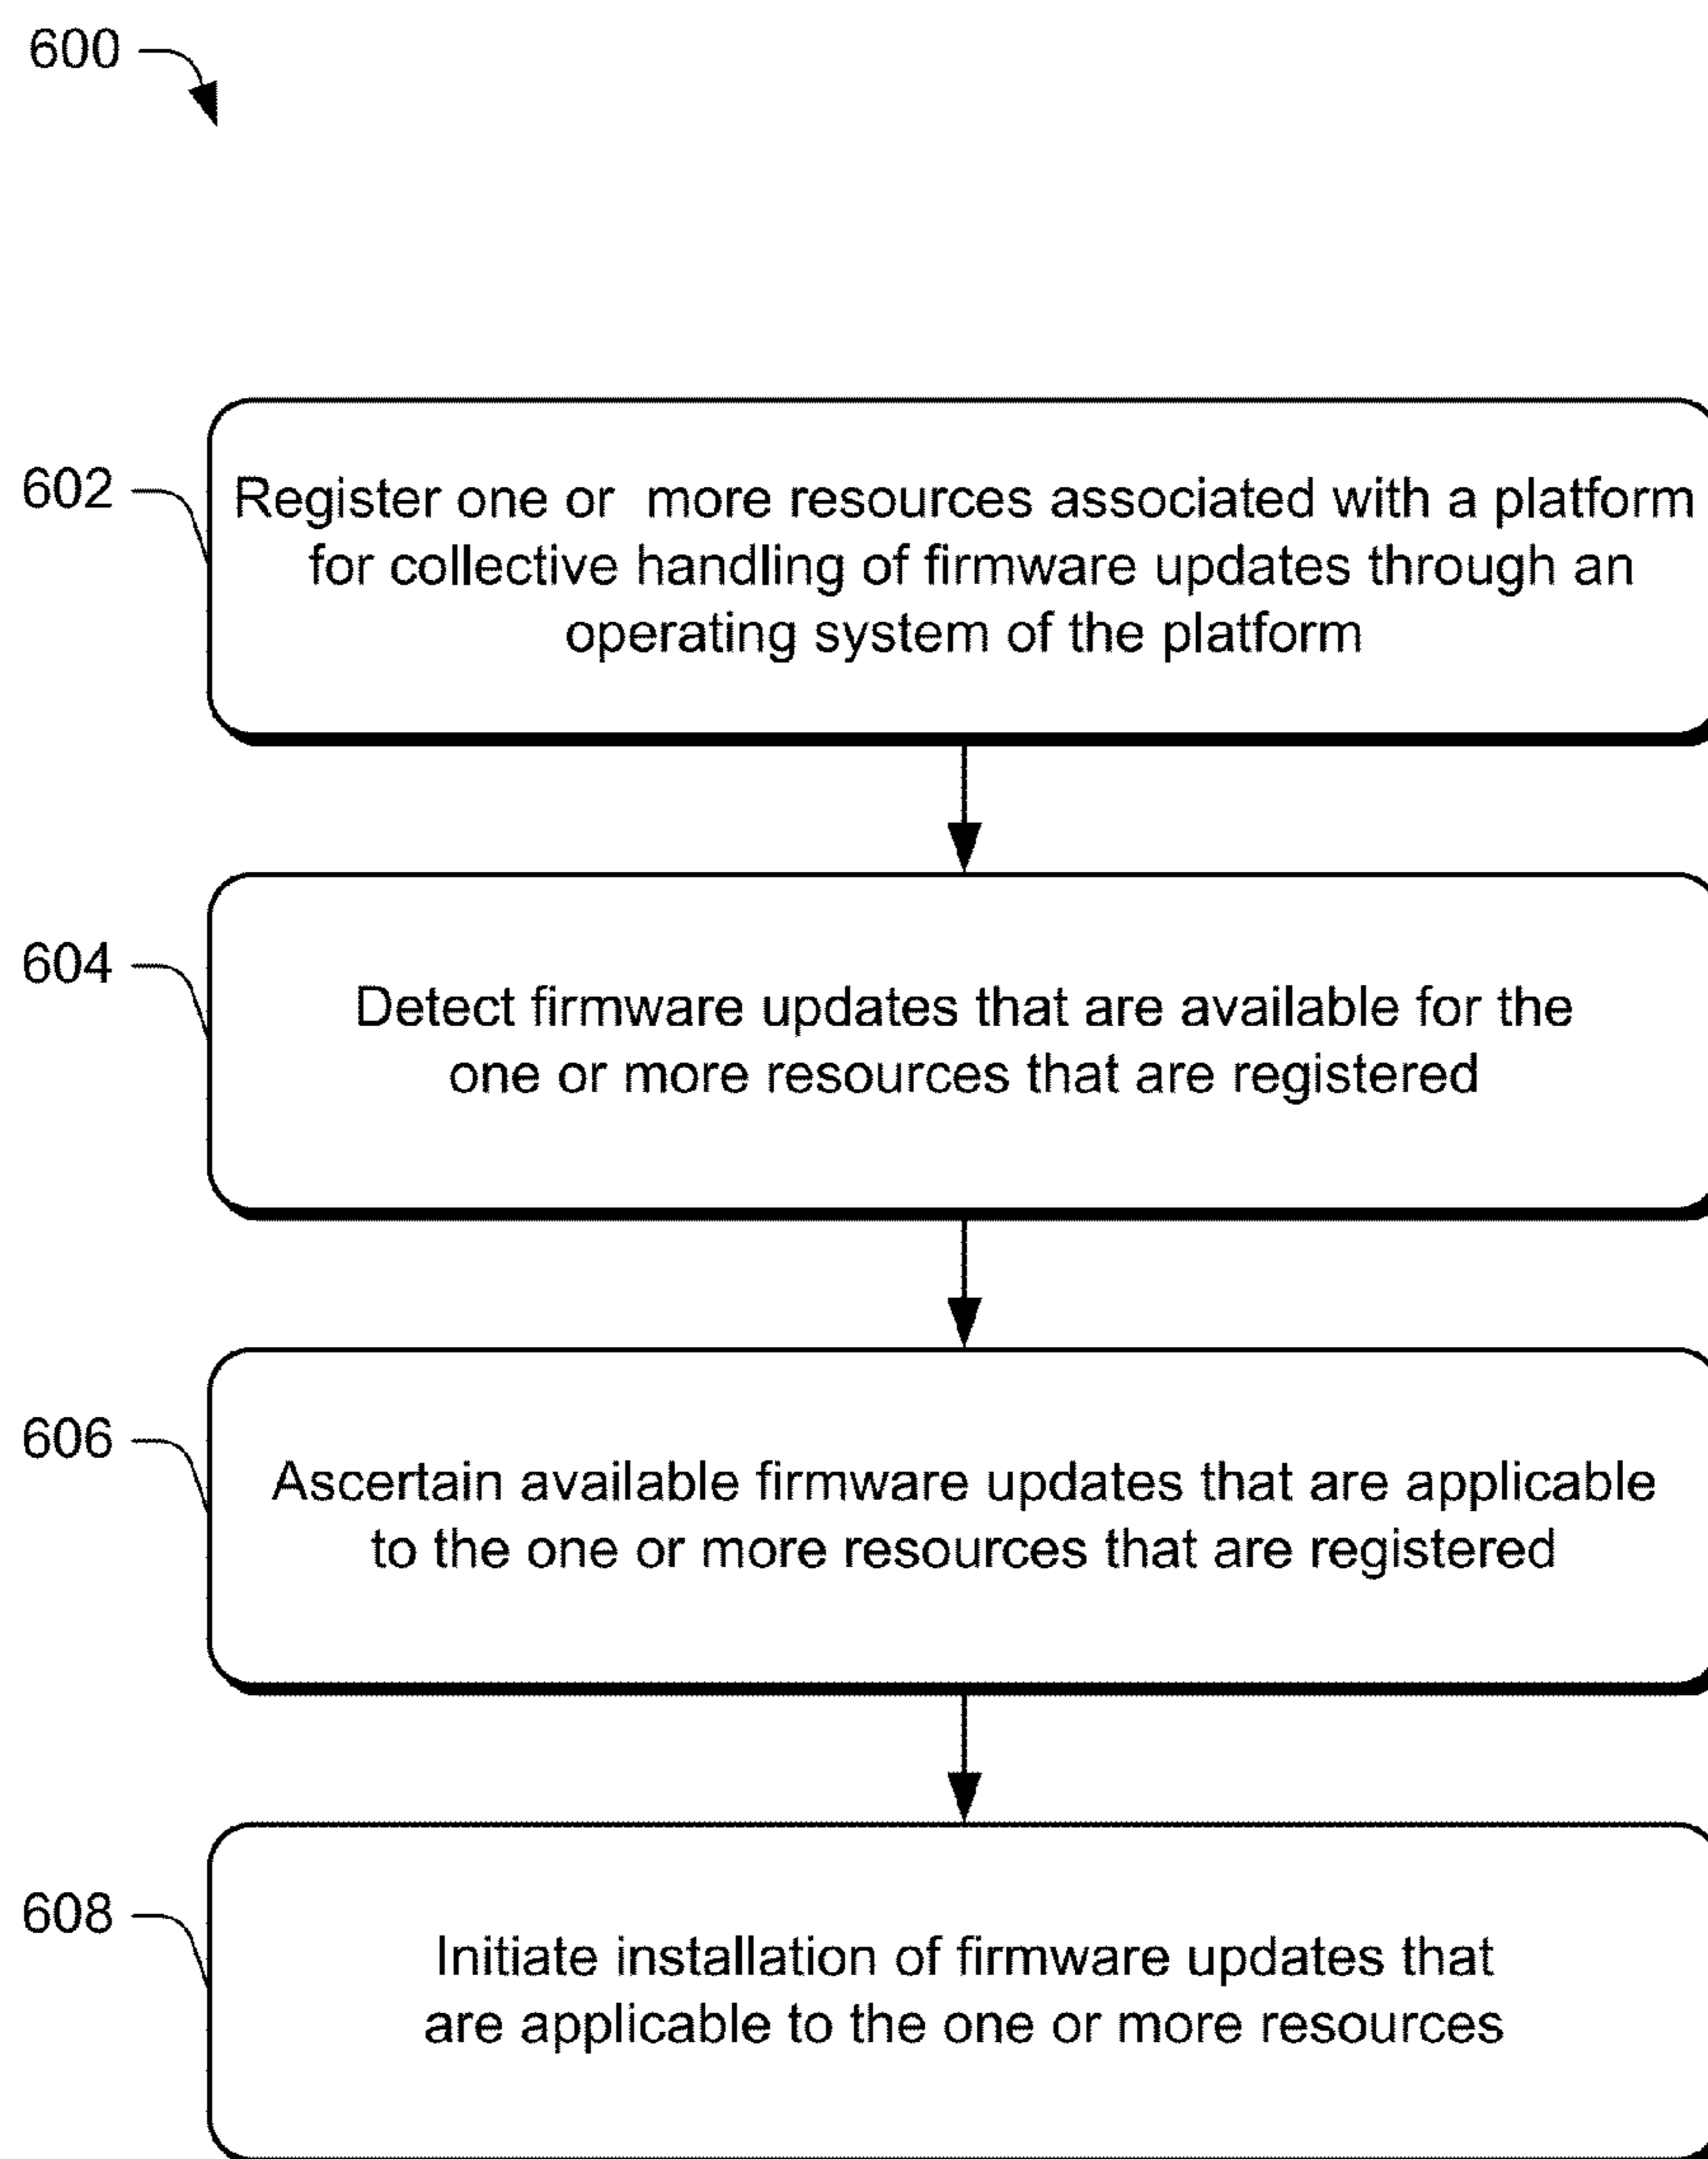 600
602
Register one or more resources associated with a platform
for collective handling of firmware updates through an
operating system of the platform
604
Detect firmware updates that are available for the
one or more resources that are registered
606
Ascertain available firmware updates that are applicable
to the one or more resources that are registered
608
Initiate installation of firmware updates that
are applicable to the one or more resources